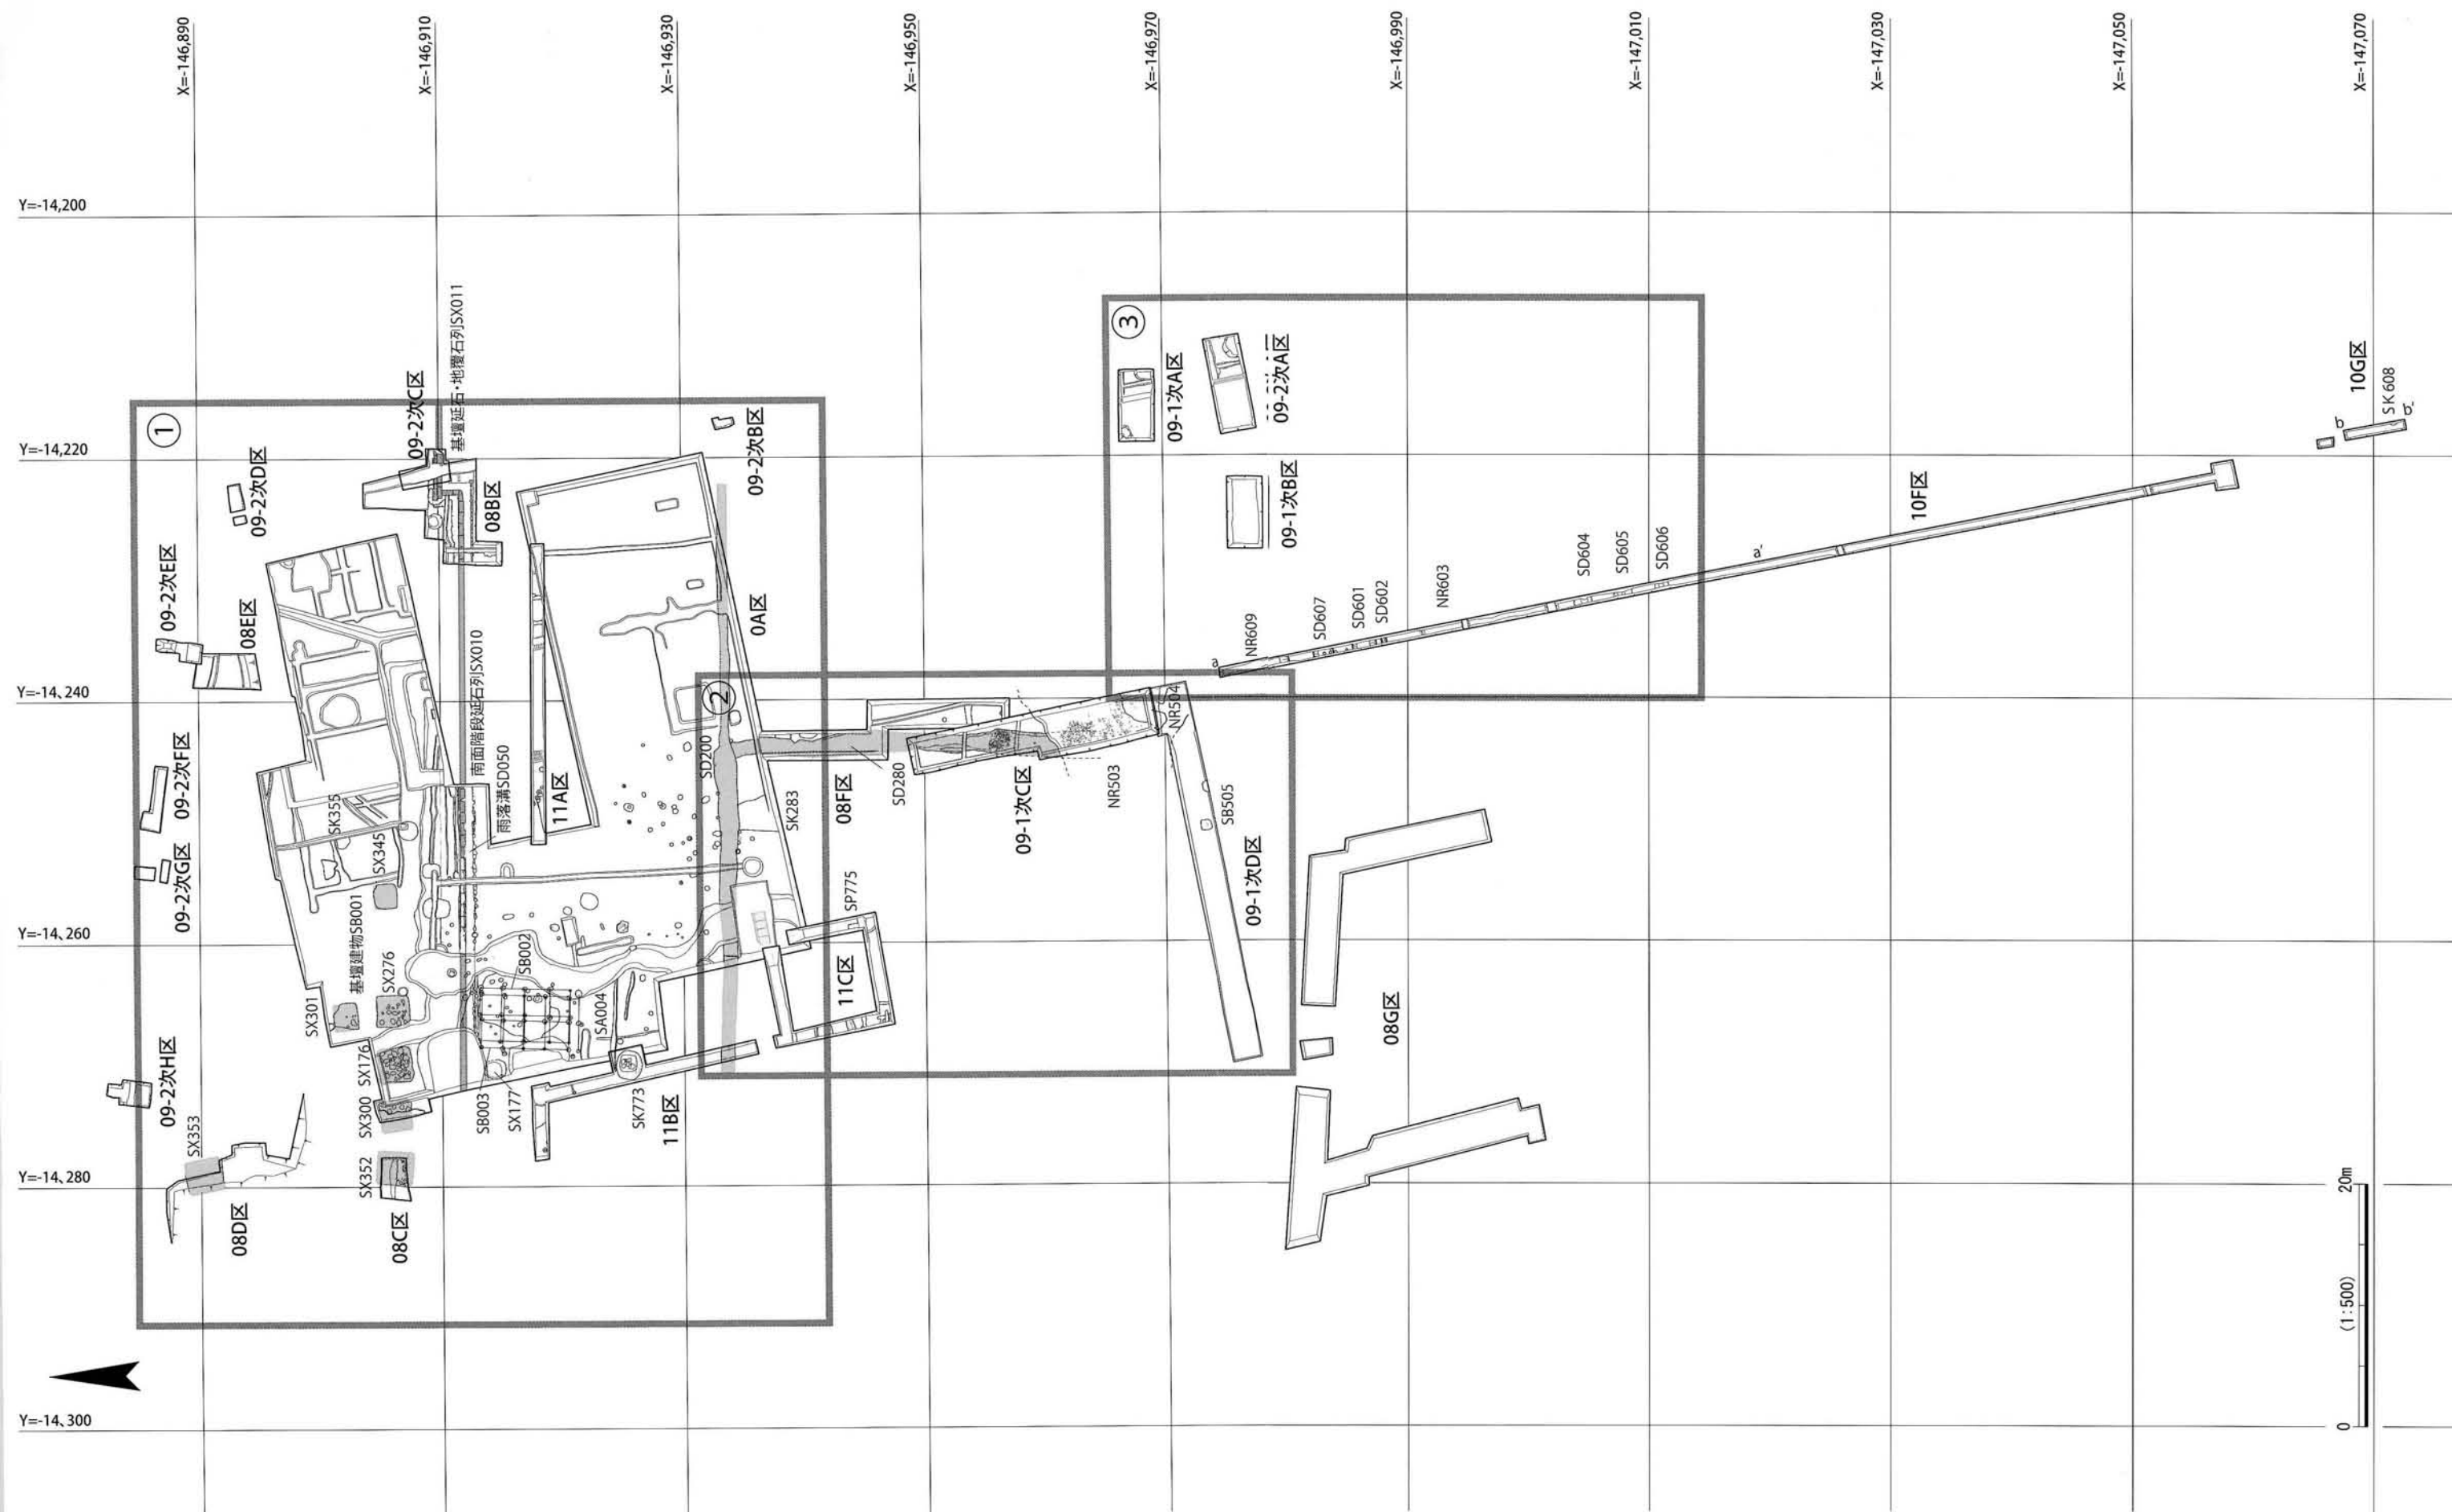 X=-146,890
X=-146,910
X=-146,930
X=-146,950
X=-146,970
X=-146,990
X=-147,010
X=-147,030
X=-147,050
X=-147,070
Y=-14,200
Y=-14,220
Y=-14,240
Y=-14,260
Y=-14,280
Y=-14,300
①
09-2次C区
基壇延石・地覆石列SX011
09-2次D区
09-2次B区
08B区
09-2次E区
08E区
0A区
南面階段延石列SX010
雨落溝SD050
11A区
09-2次F区
SK355
SX345
09-2次G区
基壇建物SB001
SX276
SX301
SB002
SA004
09-2次H区
SX176
SX300
SB003
SX177
SK773
11B区
SX353
SX352
08D区
08C区
②
SD200
SK283
08F区
SD280
09-1次C区
NR503
NR504
SB505
09-1次D区
SP775
11C区
08G区
③
09-1次A区
09-2次A区
09-1次B区
a
NR609
SD607
SD601
SD602
NR603
SD604
SD605
SD606
a'
10F区
10G区
b
SK608
b'
0
20m
(1:500)